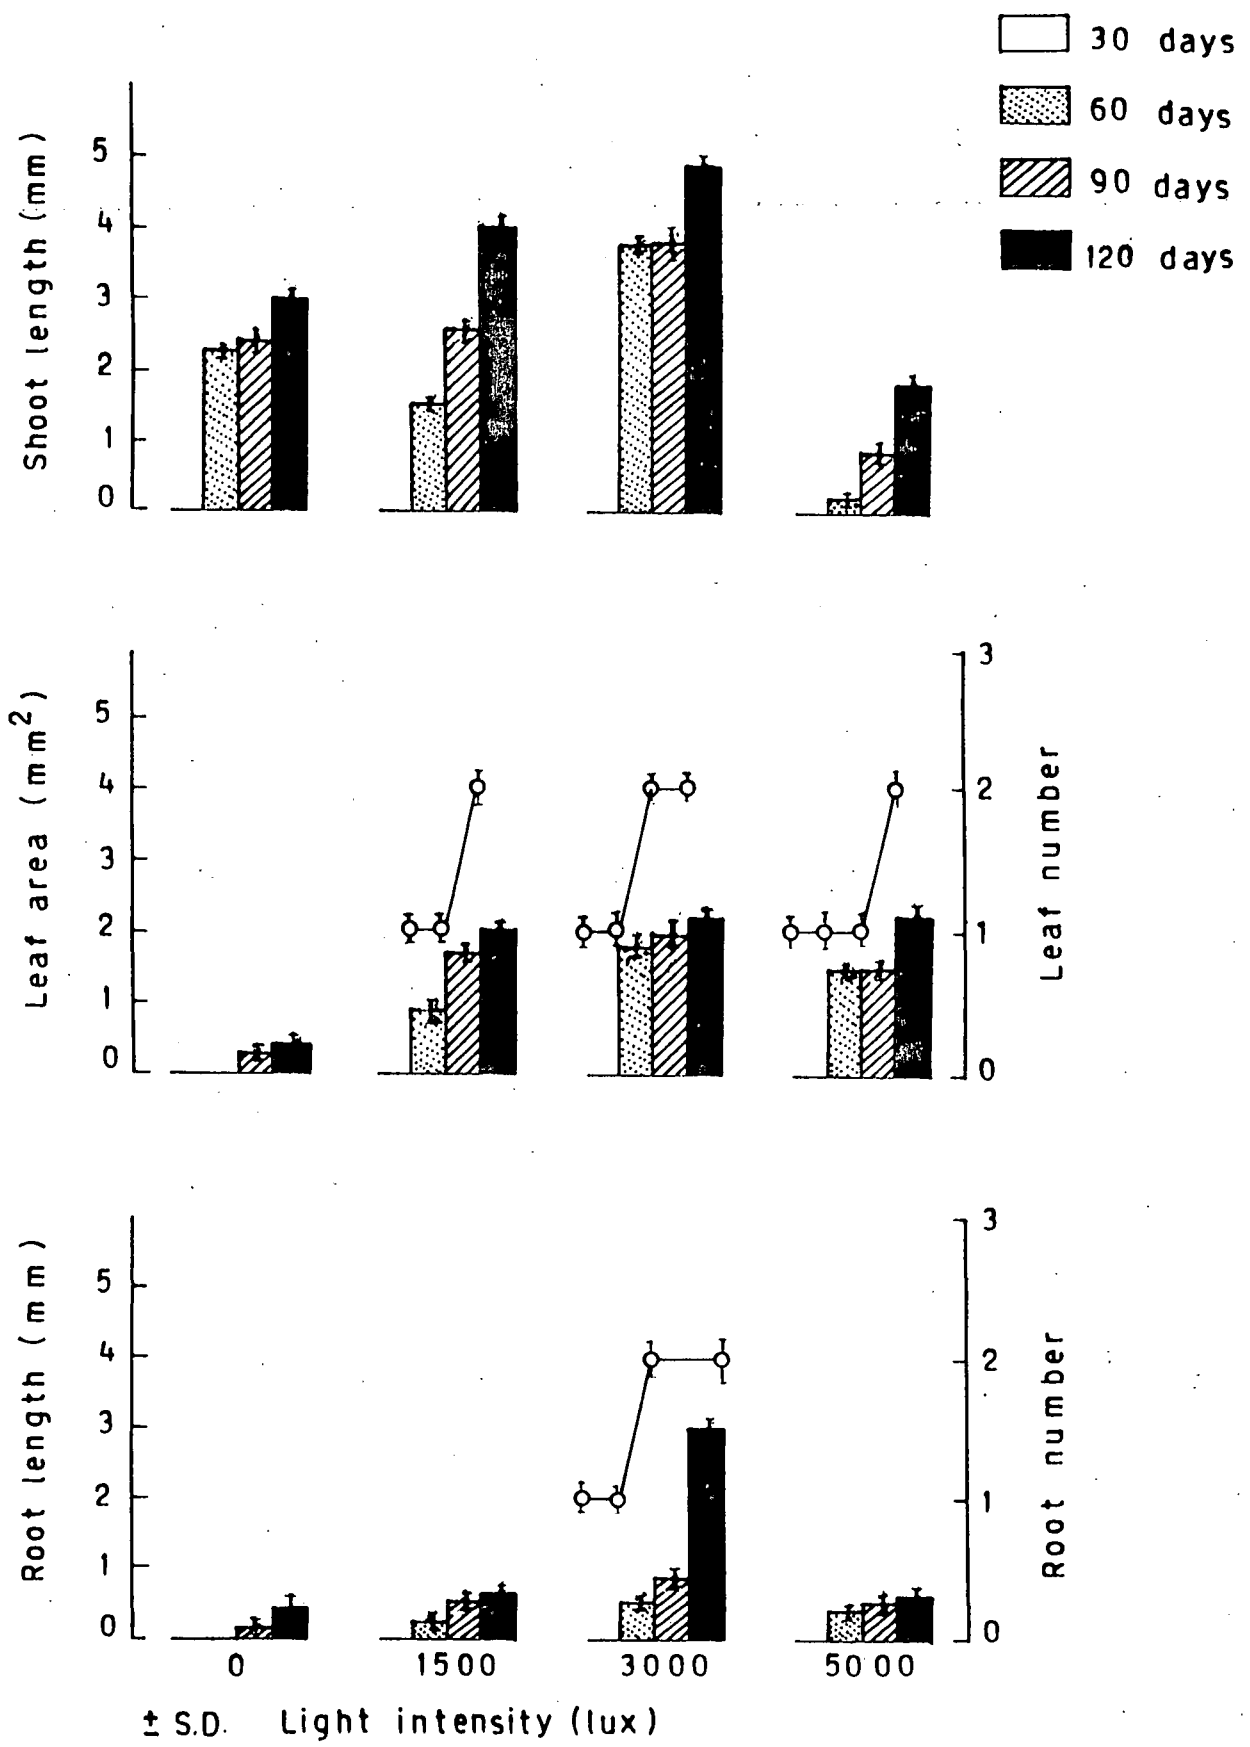 30 days
60 days
90 days
120 days
Shoot length (mm)
5
4
3
2
1
0
Leaf area (mm²)
5
4
3
2
1
0
Leaf number
3
2
1
0
Root length (mm)
5
4
3
2
1
0
Root number
3
2
1
0
0 1500 3000 5000
± S.D. Light intensity (lux)